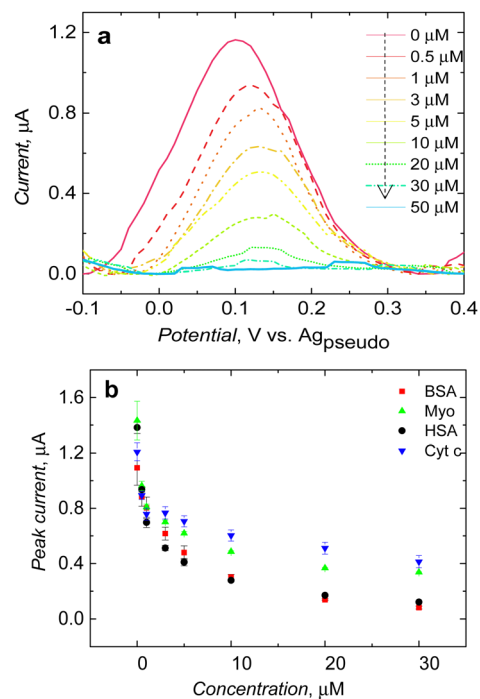 a
1.2
0.8
0.4
0.0
Current, µA
0 µM
0.5 µM
1 µM
3 µM
5 µM
10 µM
20 µM
30 µM
50 µM
-0.1 0.0 0.1 0.2 0.3 0.4
Potential, V vs. Agpseudo
b
1.6
1.2
0.8
0.4
0.0
Peak current, µA
BSA
Myo
HSA
Cyt c
0 10 20 30
Concentration, µM